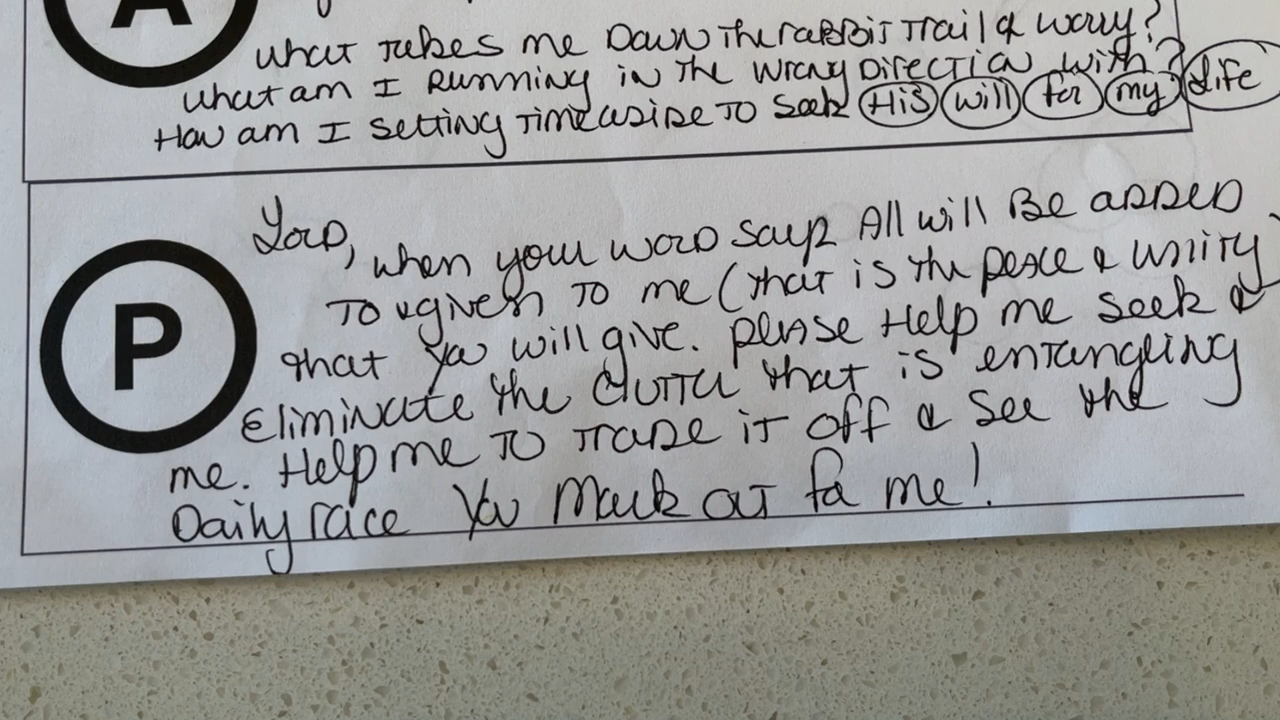 A
What takes me Down The rabbit Trail of worry?
What am I Running in The Wrong Direction with?
How am I setting Time aside To Seek His will for my Life
P
Lord,
when your word says All will Be added
To & given To me (that is the peace & unity
that you will give. please Help me seek &
Eliminate the clutter that is entangling
me. Help me To Trade it off & See the
Daily race You Mark out for me!